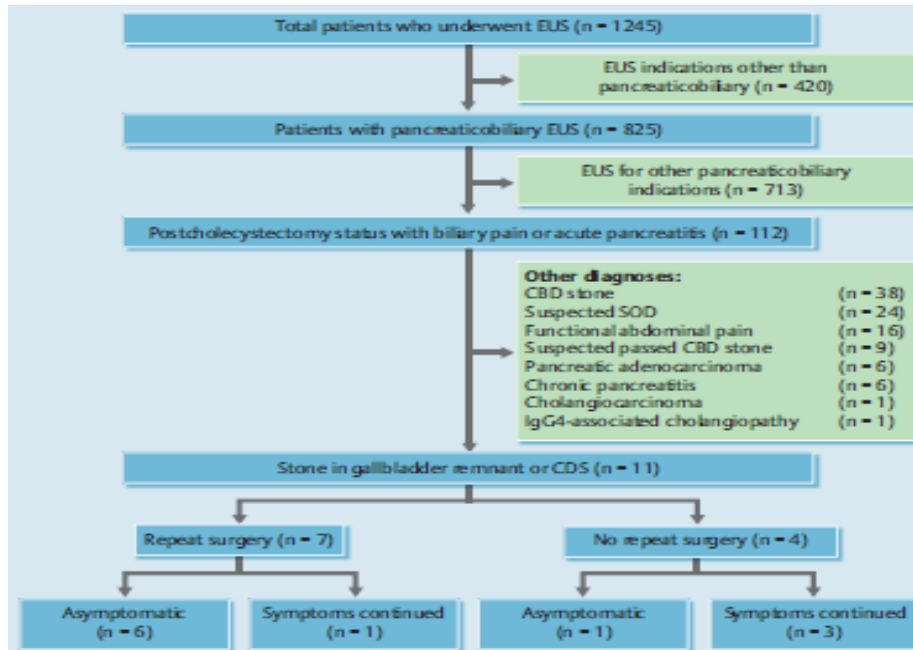 Total patients who underwent EUS (n = 1245)
EUS indications other than
pancreaticobiliary (n = 420)
Patients with pancreaticobiliary EUS (n = 825)
EUS for other pancreaticobiliary
indications (n = 713)
Postcholecystectomy status with biliary pain or acute pancreatitis (n = 112)
Other diagnoses:
CBD stone (n = 38)
Suspected SOD (n = 24)
Functional abdominal pain (n = 16)
Suspected passed CBD stone (n = 9)
Pancreatic adenocarcinoma (n = 6)
Chronic pancreatitis (n = 6)
Cholangiocarcinoma (n = 1)
IgG4-associated cholangiopathy (n = 1)
Stone in gallbladder remnant or CDS (n = 11)
Repeat surgery (n = 7)
No repeat surgery (n = 4)
Asymptomatic
(n = 6)
Symptoms continued
(n = 1)
Asymptomatic
(n = 1)
Symptoms continued
(n = 3)